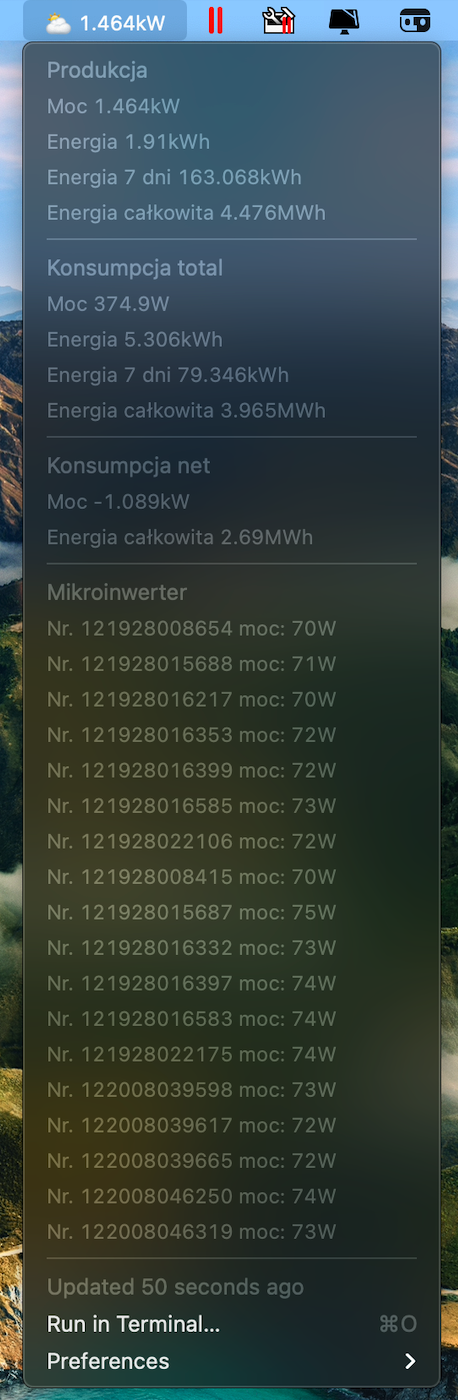 1.464kW
Produkcja
Moc 1.464kW
Energia 1.91kWh
Energia 7 dni 163.068kWh
Energia całkowita 4.476MWh
Konsumpcja total
Moc 374.9W
Energia 5.306kWh
Energia 7 dni 79.346kWh
Energia całkowita 3.965MWh
Konsumpcja net
Moc -1.089kW
Energia całkowita 2.69MWh
Mikroinwerter
Nr. 121928008654 moc: 70W
Nr. 121928015688 moc: 71W
Nr. 121928016217 moc: 70W
Nr. 121928016353 moc: 72W
Nr. 121928016399 moc: 72W
Nr. 121928016585 moc: 73W
Nr. 121928022106 moc: 72W
Nr. 121928008415 moc: 70W
Nr. 121928015687 moc: 75W
Nr. 121928016332 moc: 73W
Nr. 121928016397 moc: 74W
Nr. 121928016583 moc: 74W
Nr. 121928022175 moc: 74W
Nr. 122008039598 moc: 73W
Nr. 122008039617 moc: 72W
Nr. 122008039665 moc: 72W
Nr. 122008046250 moc: 74W
Nr. 122008046319 moc: 73W
Updated 50 seconds ago
Run in Terminal... ⌘O
Preferences